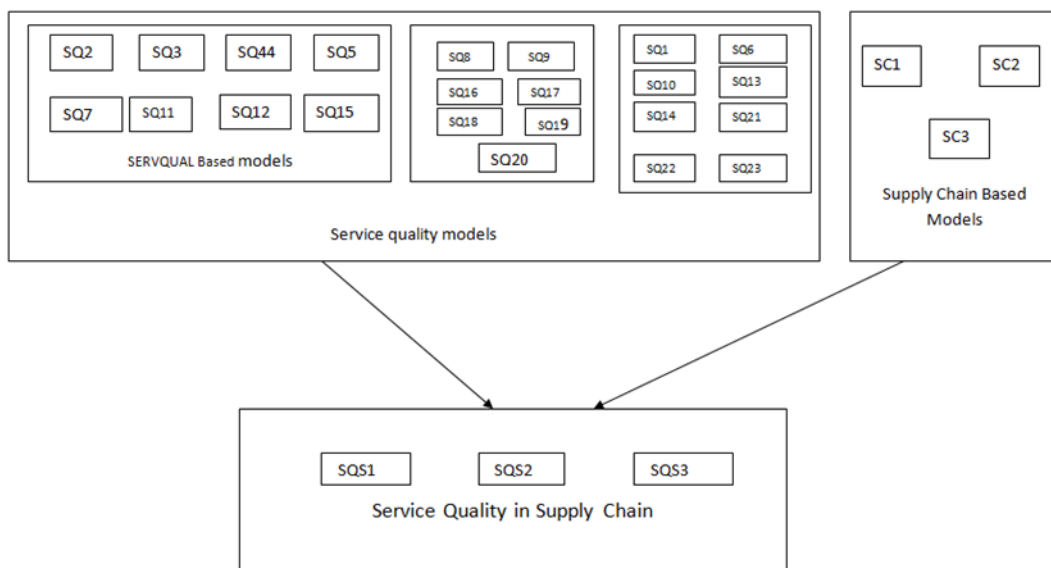 SQ2
SQ3
SQ44
SQ5
SQ7
SQ11
SQ12
SQ15
SERVQUAL Based models
SQ8
SQ9
SQ16
SQ17
SQ18
SQ19
SQ20
SQ1
SQ6
SQ10
SQ13
SQ14
SQ21
SQ22
SQ23
Service quality models
SC1
SC2
SC3
Supply Chain Based
Models
SQS1
SQS2
SQS3
Service Quality in Supply Chain